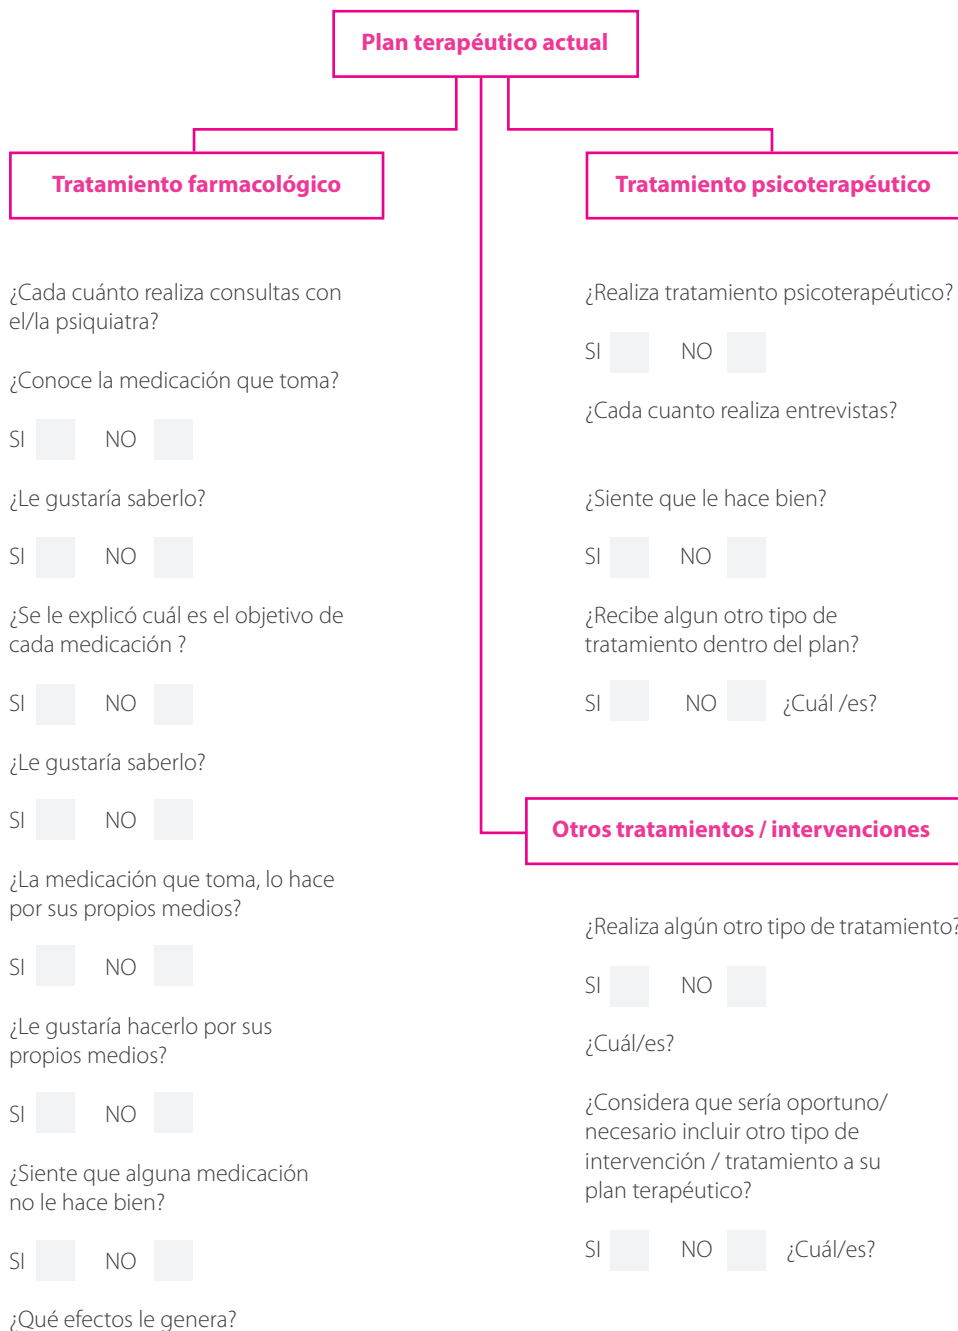 Plan terapéutico actual
Tratamiento farmacológico
¿Cada cuánto realiza consultas con
el/la psiquiatra?
¿Conoce la medicación que toma?
SI NO
¿Le gustaría saberlo?
SI NO
¿Se le explicó cuál es el objetivo de
cada medicación ?
SI NO
¿Le gustaría saberlo?
SI NO
¿La medicación que toma, lo hace
por sus propios medios?
SI NO
¿Le gustaría hacerlo por sus
propios medios?
SI NO
¿Siente que alguna medicación
no le hace bien?
SI NO
¿Qué efectos le genera?
Tratamiento psicoterapéutico
¿Realiza tratamiento psicoterapéutico?
SI NO
¿Cada cuanto realiza entrevistas?
¿Siente que le hace bien?
SI NO
¿Recibe algun otro tipo de
tratamiento dentro del plan?
SI NO ¿Cuál /es?
Otros tratamientos / intervenciones
¿Realiza algún otro tipo de tratamiento?
SI NO
¿Cuál/es?
¿Considera que sería oportuno/
necesario incluir otro tipo de
intervención / tratamiento a su
plan terapéutico?
SI NO ¿Cuál/es?